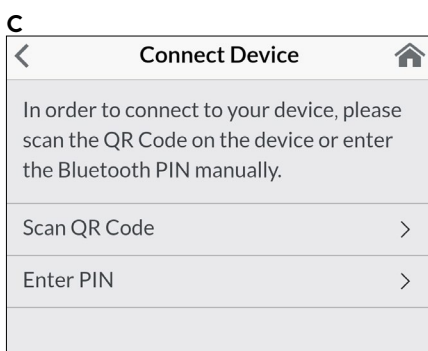 C
Connect Device
In order to connect to your device, please
scan the QR Code on the device or enter
the Bluetooth PIN manually.
Scan QR Code
Enter PIN